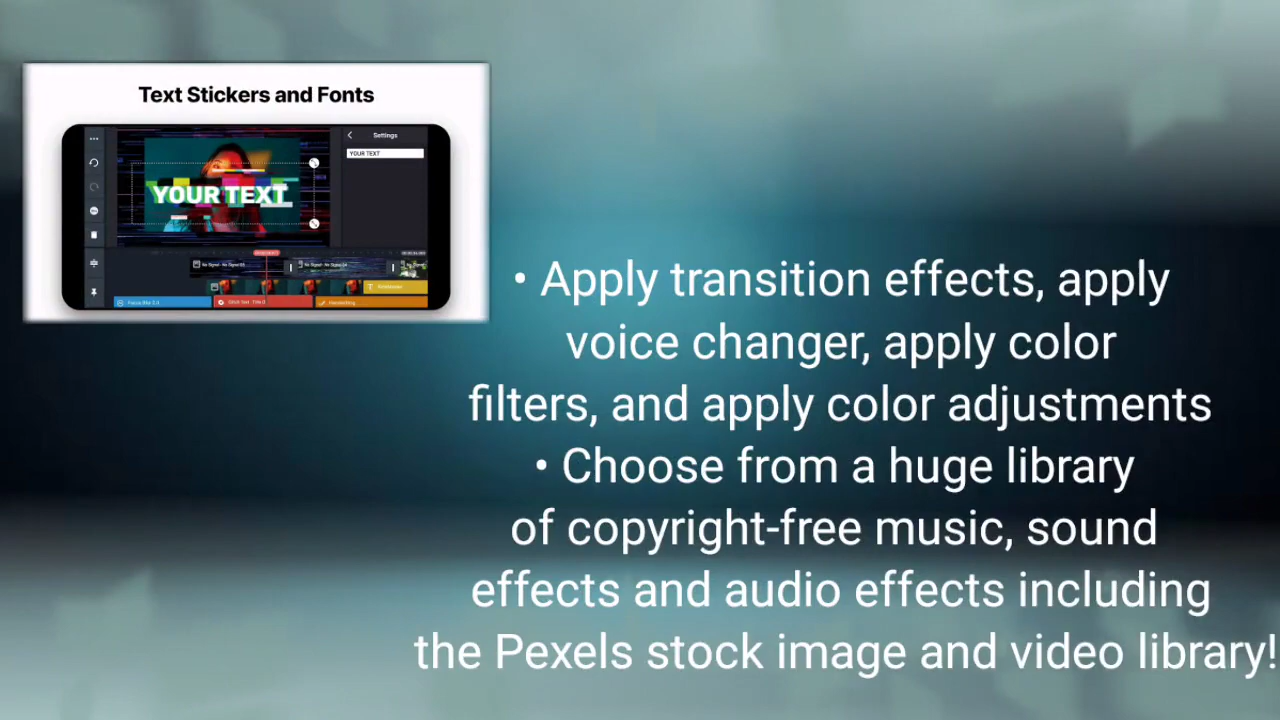 Text Stickers and Fonts
Settings
YOUR TEXT
YOUR TEXT
• Apply transition effects, apply
voice changer, apply color
filters, and apply color adjustments
• Choose from a huge library
of copyright-free music, sound
effects and audio effects including
the Pexels stock image and video library!